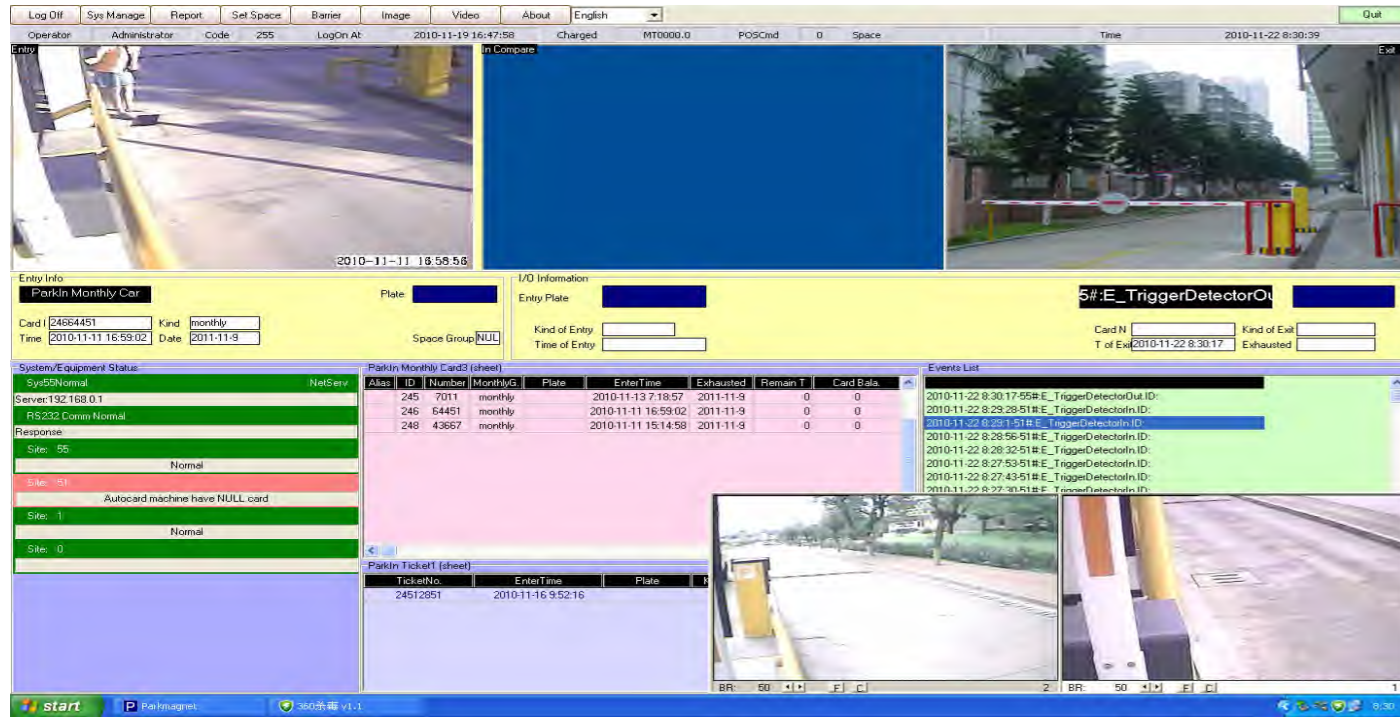 Log Off Sys Manage Report Set Space Barrier Image Video About English Quit
Operator Administrator Code 255 LogOn At 2010-11-19 16:47:58 Charged MT0000.0 POSCmd 0 Space Time 2010-11-22 8:30:39
Entry In Compare Exit
2010-11-11 16:58:56
Entry Info
ParkIn Monthly Car Plate
Card I 24664451 Kind monthly
Time 2010-11-11 16:59:02 Date 2011-11-9 Space Group NUL
I/O Information
Entry Plate 5#:E_TriggerDetectorOu
Kind of Entry Card N Kind of Exit
Time of Entry T of Exit 2010-11-22 8:30:17 Exhausted
System/Equipment Status
Sys55Normal NetServ
Server:192.168.0.1
RS232 Comm Normal
Response
Site: 55
Normal
Site: 51
Autocard machine have NULL card
Site: 1
Normal
Site: 0
ParkIn Monthly Card3 (sheet)
Alias ID Number MonthlyG. Plate EnterTime Exhausted Remain T Card Bala.
245 7011 monthly 2010-11-13 7:18:57 2011-11-9 0 0
246 64451 monthly 2010-11-11 16:59:02 2011-11-9 0 0
248 43667 monthly 2010-11-11 15:14:58 2011-11-9 0 0
ParkIn Ticket1 (sheet)
TicketNo. EnterTime Plate
24512851 2010-11-16 9:52:16
Events List
2010-11-22 8:30:17-55#:E_TriggerDetectorOut.ID:
2010-11-22 8:29:28-51#:E_TriggerDetectorIn.ID:
2010-11-22 8:29:1-51#:E_TriggerDetectorIn.ID:
2010-11-22 8:28:56-51#:E_TriggerDetectorIn.ID:
2010-11-22 8:28:32-51#:E_TriggerDetectorIn.ID:
2010-11-22 8:27:53-51#:E_TriggerDetectorIn.ID:
2010-11-22 8:27:43-51#:E_TriggerDetectorIn.ID:
2010-11-22 8:27:30-51#:E_TriggerDetectorIn.ID:
BR: 50 F C 2
BR: 50 F C 1
start Parkmagnet 360杀毒 v1.1 8:30